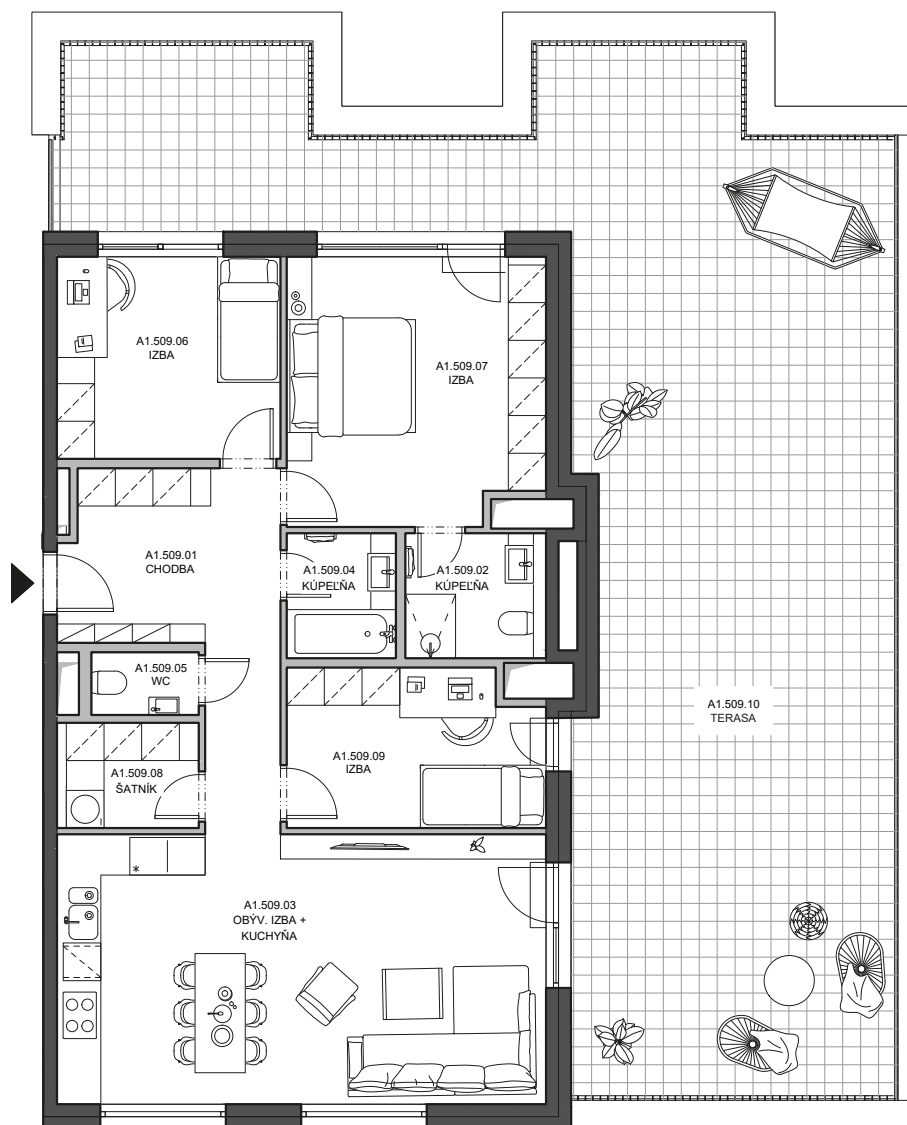 A1.509.06
IZBA
A1.509.07
IZBA
A1.509.01
CHODBA
A1.509.04
KÚPEĽŇA
A1.509.02
KÚPEĽŇA
A1.509.05
WC
A1.509.10
TERASA
A1.509.09
IZBA
A1.509.08
ŠATNÍK
A1.509.03
OBÝV. IZBA +
KUCHYŇA
*